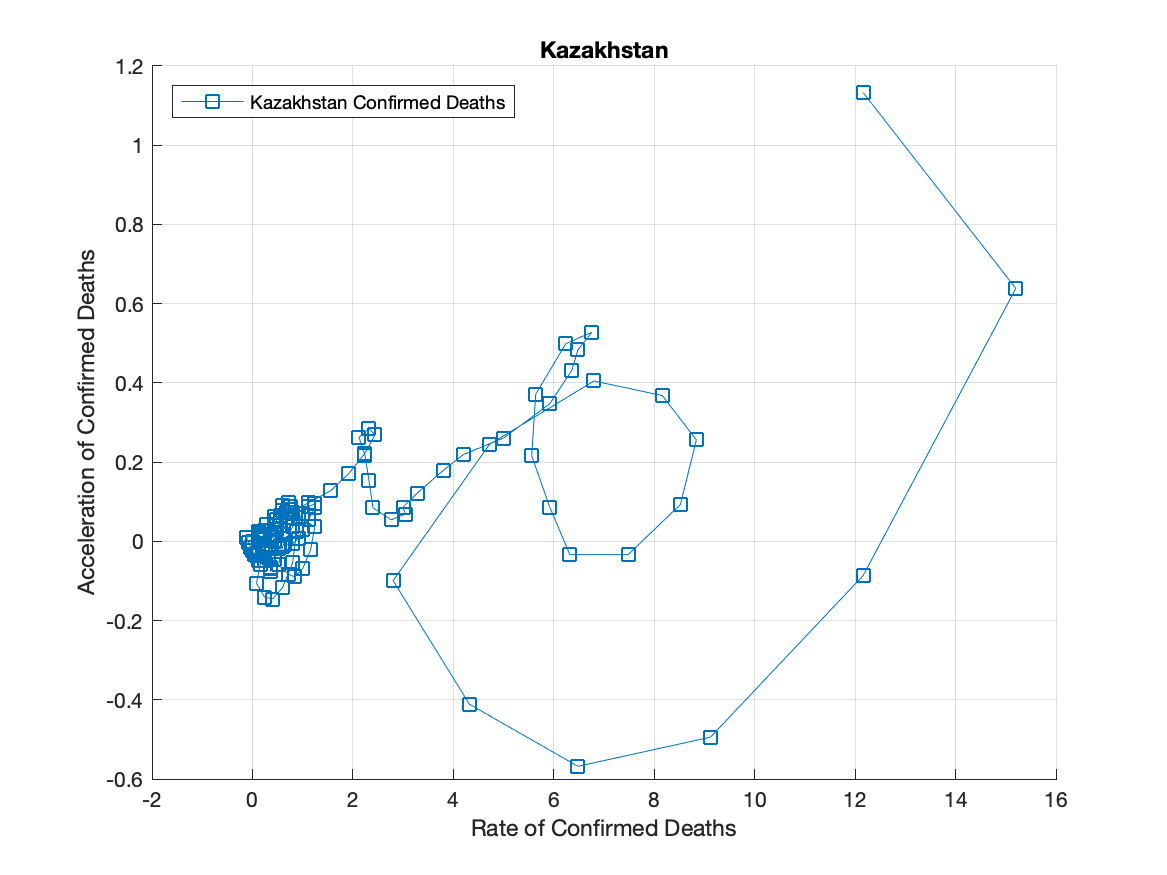 Kazakhstan
Kazakhstan Confirmed Deaths
Acceleration of Confirmed Deaths
1.2
1
0.8
0.6
0.4
0.2
0
-0.2
-0.4
-0.6
-2 0 2 4 6 8 10 12 14 16
Rate of Confirmed Deaths